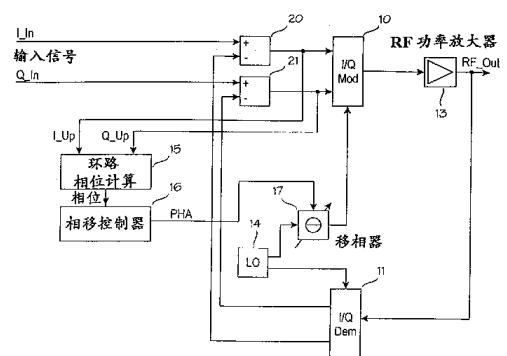 I_In
输入信号
Q_In
+
-
20
+
-
21
10
I/Q
Mod
RF 功率放大器
RF_Out
13
I_Up
Q_Up
15
环路
相位计算
相位
16
相移控制器
PHA
17
移相器
14
LO
11
I/Q
Dem